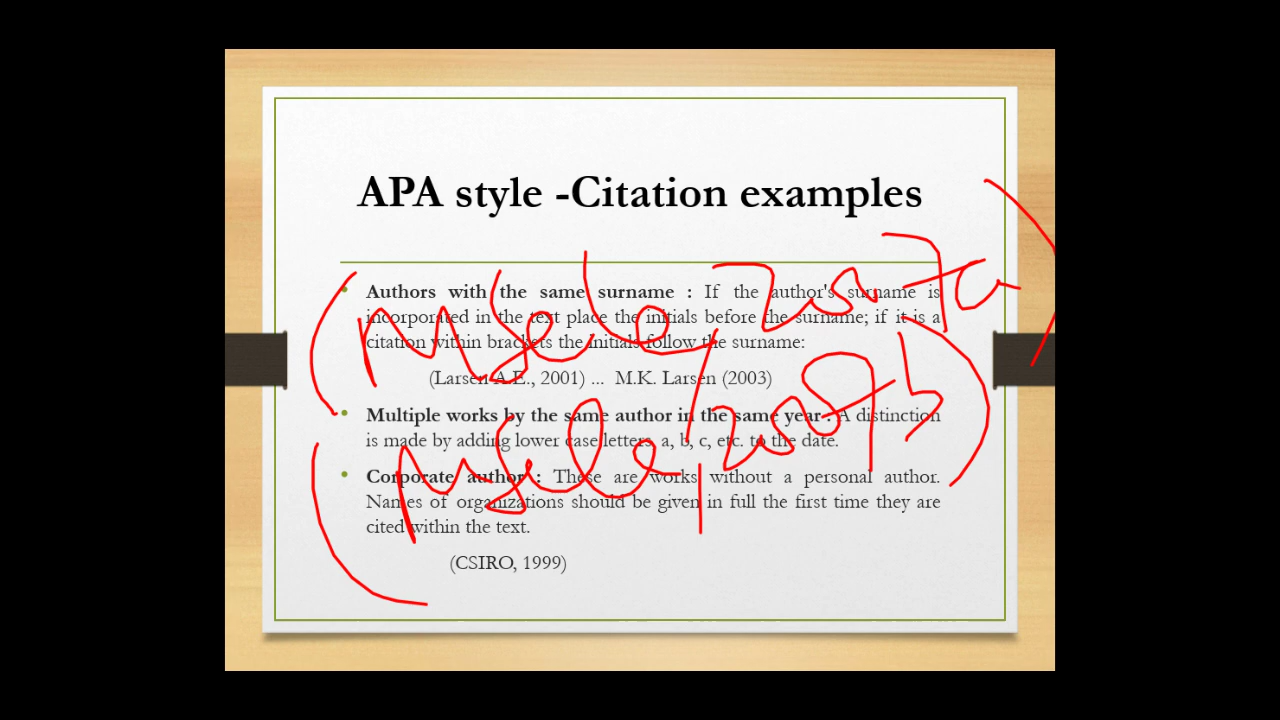 APA style -Citation examples
• Authors with the same surname : If the author's surname is
incorporated in the text place the initials before the surname; if it is a
citation within brackets the initials follow the surname:
(Larsen A.E., 2001) ... M.K. Larsen (2003)
• Multiple works by the same author in the same year : A distinction
is made by adding lower case letters, a, b, c, etc. to the date.
• Corporate author : These are works without a personal author.
Names of organizations should be given in full the first time they are
cited within the text.
(CSIRO, 1999)
(Msele, 2007a)
(Msele, 2007b)